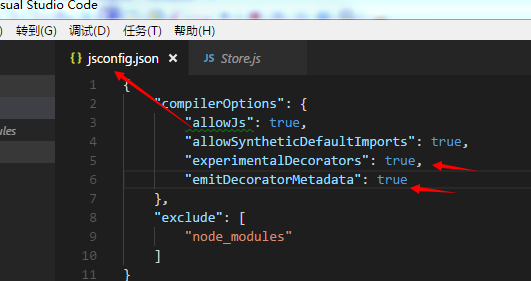 sual Studio Code
转到(G) 调试(D) 任务(T) 帮助(H)
{} jsconfig.json × JS Store.js
ules
1 {
2 "compilerOptions": {
3 "allowJs": true,
4 "allowSyntheticDefaultImports": true,
5 "experimentalDecorators": true,
6 "emitDecoratorMetadata": true
7 },
8 "exclude": [
9 "node_modules"
10 ]
11 }